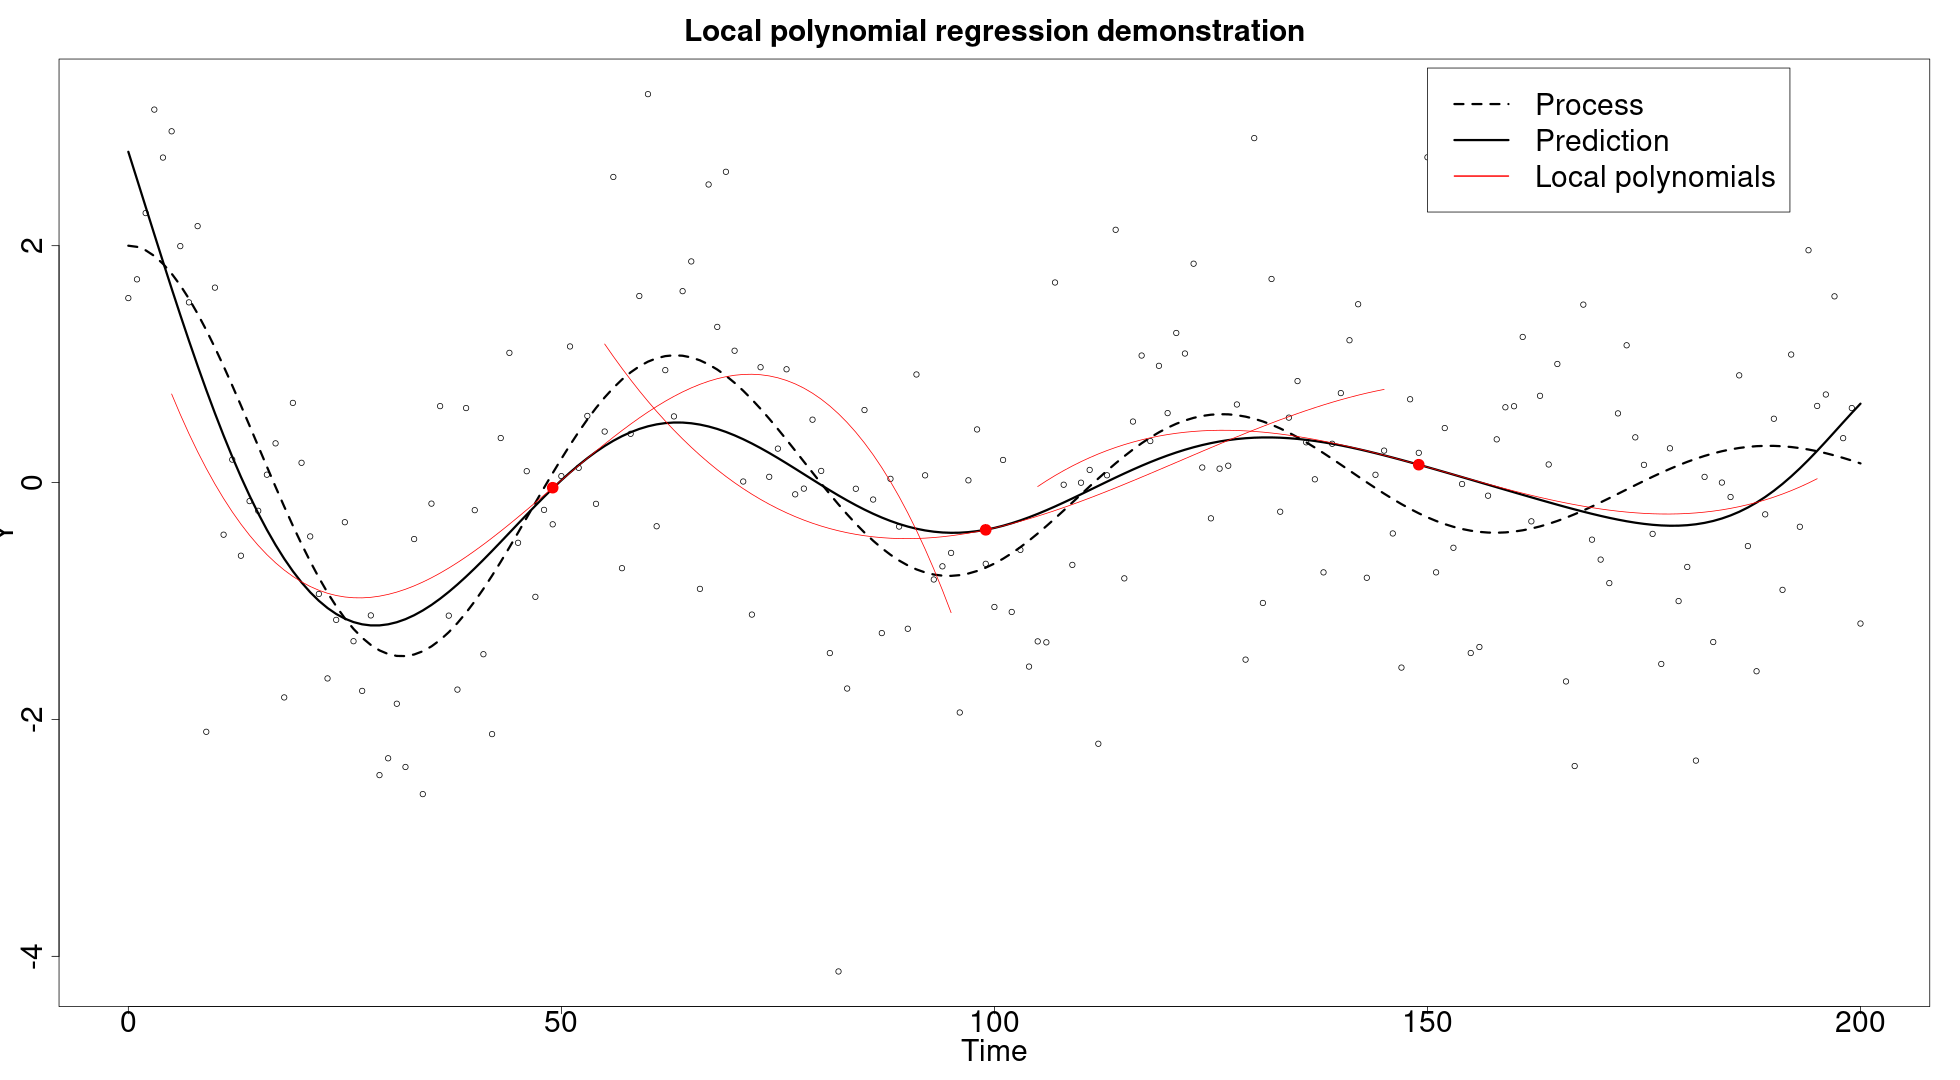 Local polynomial regression demonstration
Process
Prediction
Local polynomials
2
0
-2
-4
Y
0 50 100 150 200
Time